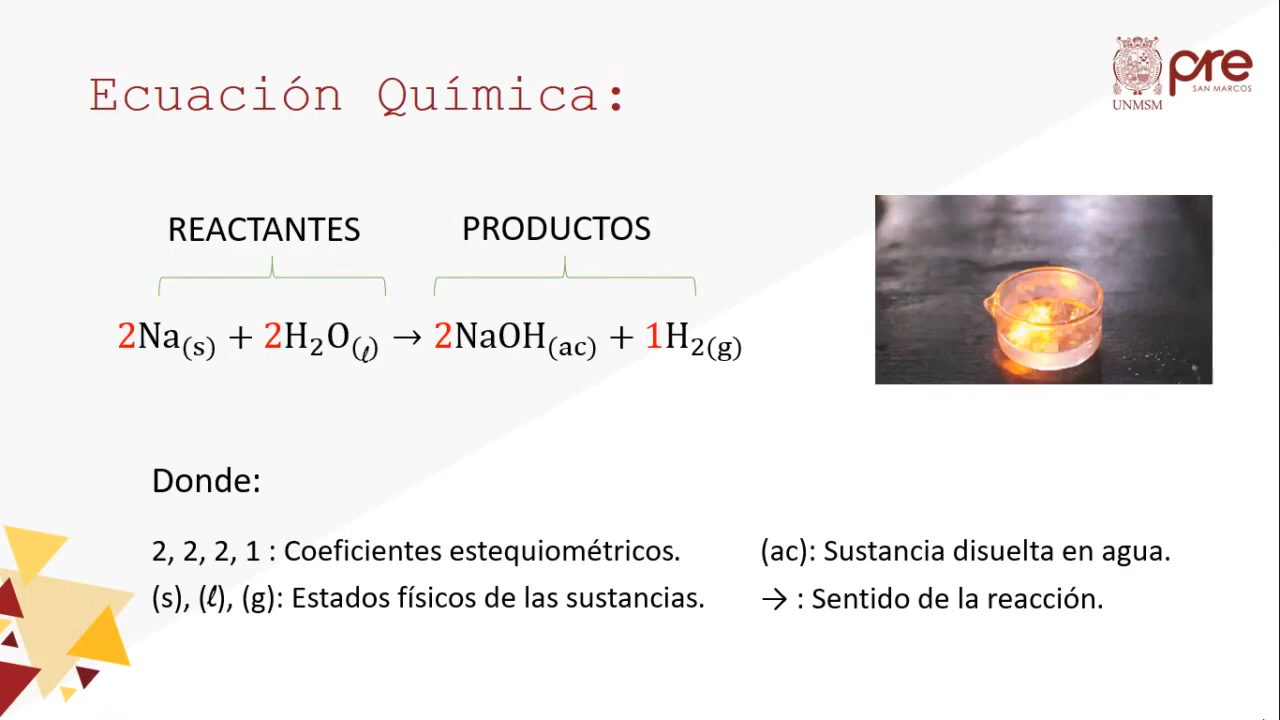 Ecuación Química:
UNMSM
pre
SAN MARCOS
REACTANTES PRODUCTOS
2Na(s) + 2H₂O(ℓ) → 2NaOH(ac) + 1H₂(g)
Donde:
2, 2, 2, 1 : Coeficientes estequiométricos.
(s), (ℓ), (g): Estados físicos de las sustancias.
(ac): Sustancia disuelta en agua.
→ : Sentido de la reacción.